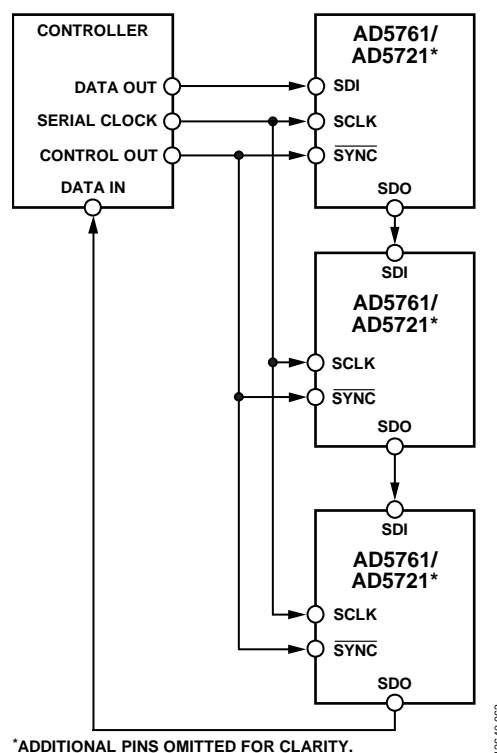 CONTROLLER
DATA OUT
SERIAL CLOCK
CONTROL OUT
DATA IN
AD5761/
AD5721*
SDI
SCLK
SYNC
SDO
SDI
AD5761/
AD5721*
SCLK
SYNC
SDO
SDI
AD5761/
AD5721*
SCLK
SYNC
SDO
*ADDITIONAL PINS OMITTED FOR CLARITY.